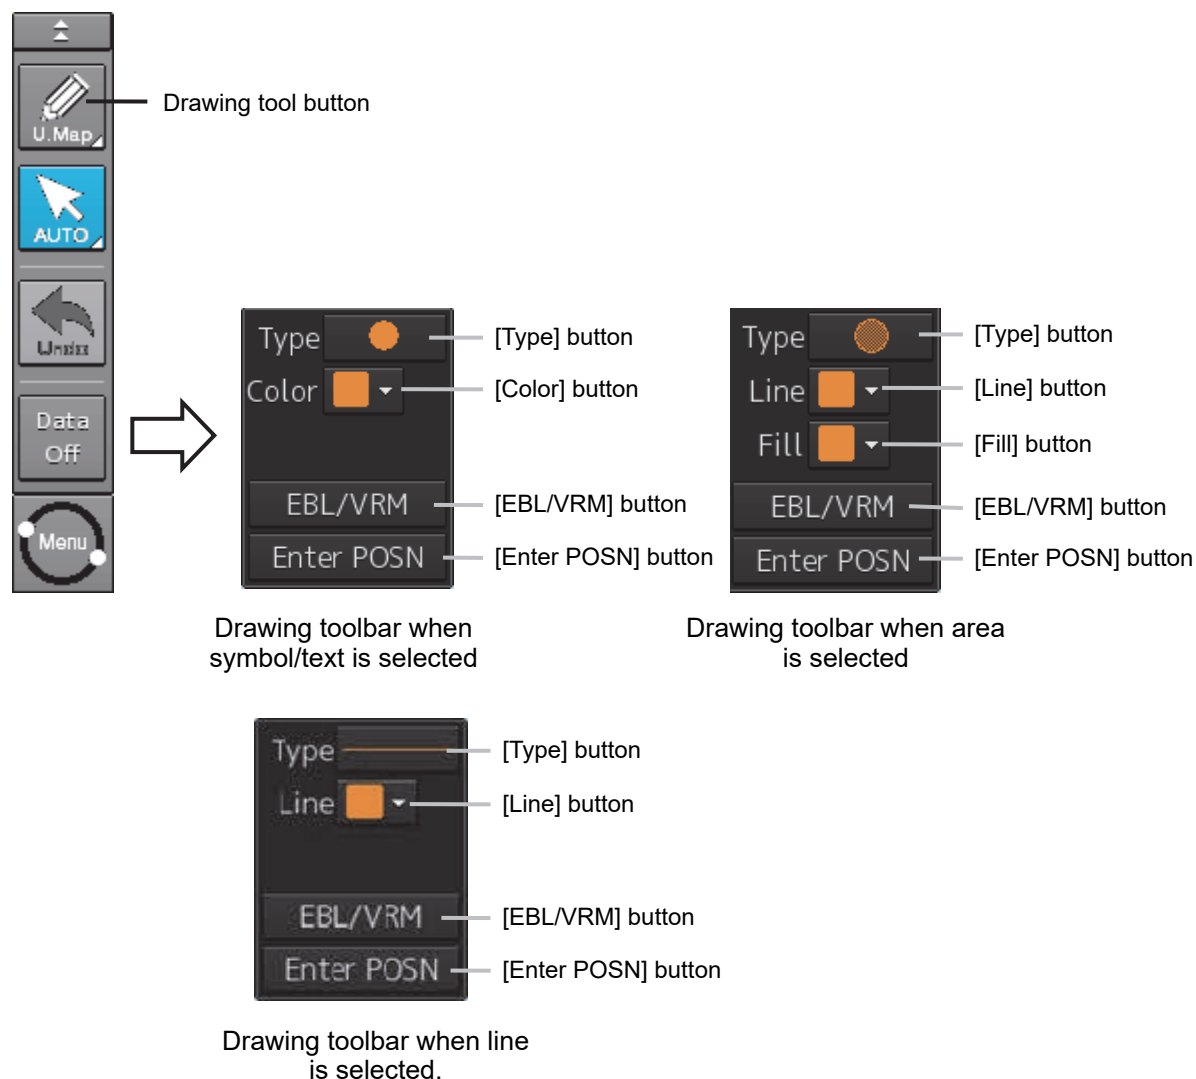 U.Map
Drawing tool button
AUTO
Undo
Data
Off
Menu
Type
[Type] button
Color
[Color] button
EBL/VRM
[EBL/VRM] button
Enter POSN
[Enter POSN] button
Drawing toolbar when
symbol/text is selected
Type
[Type] button
Line
[Line] button
Fill
[Fill] button
EBL/VRM
[EBL/VRM] button
Enter POSN
[Enter POSN] button
Drawing toolbar when area
is selected
Type
[Type] button
Line
[Line] button
EBL/VRM
[EBL/VRM] button
Enter POSN
[Enter POSN] button
Drawing toolbar when line
is selected.